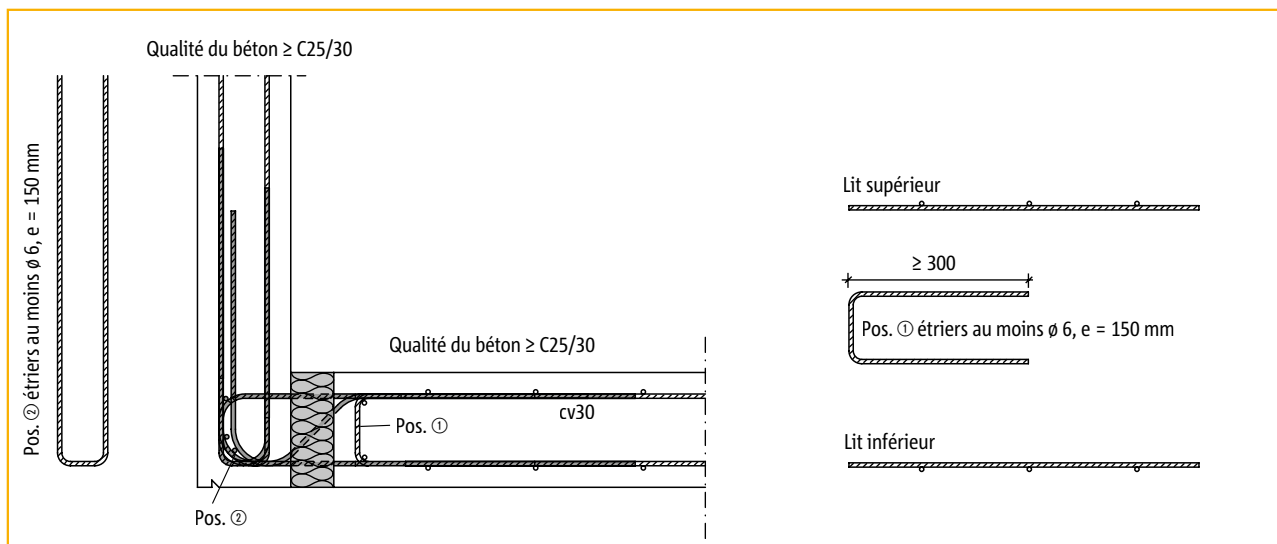 Qualité du béton ≥ C25/30
Pos. ② étriers au moins ø 6, e = 150 mm
Lit supérieur
≥ 300
Pos. ① étriers au moins ø 6, e = 150 mm
Qualité du béton ≥ C25/30
cv30
Pos. ①
Lit inférieur
Pos. ②